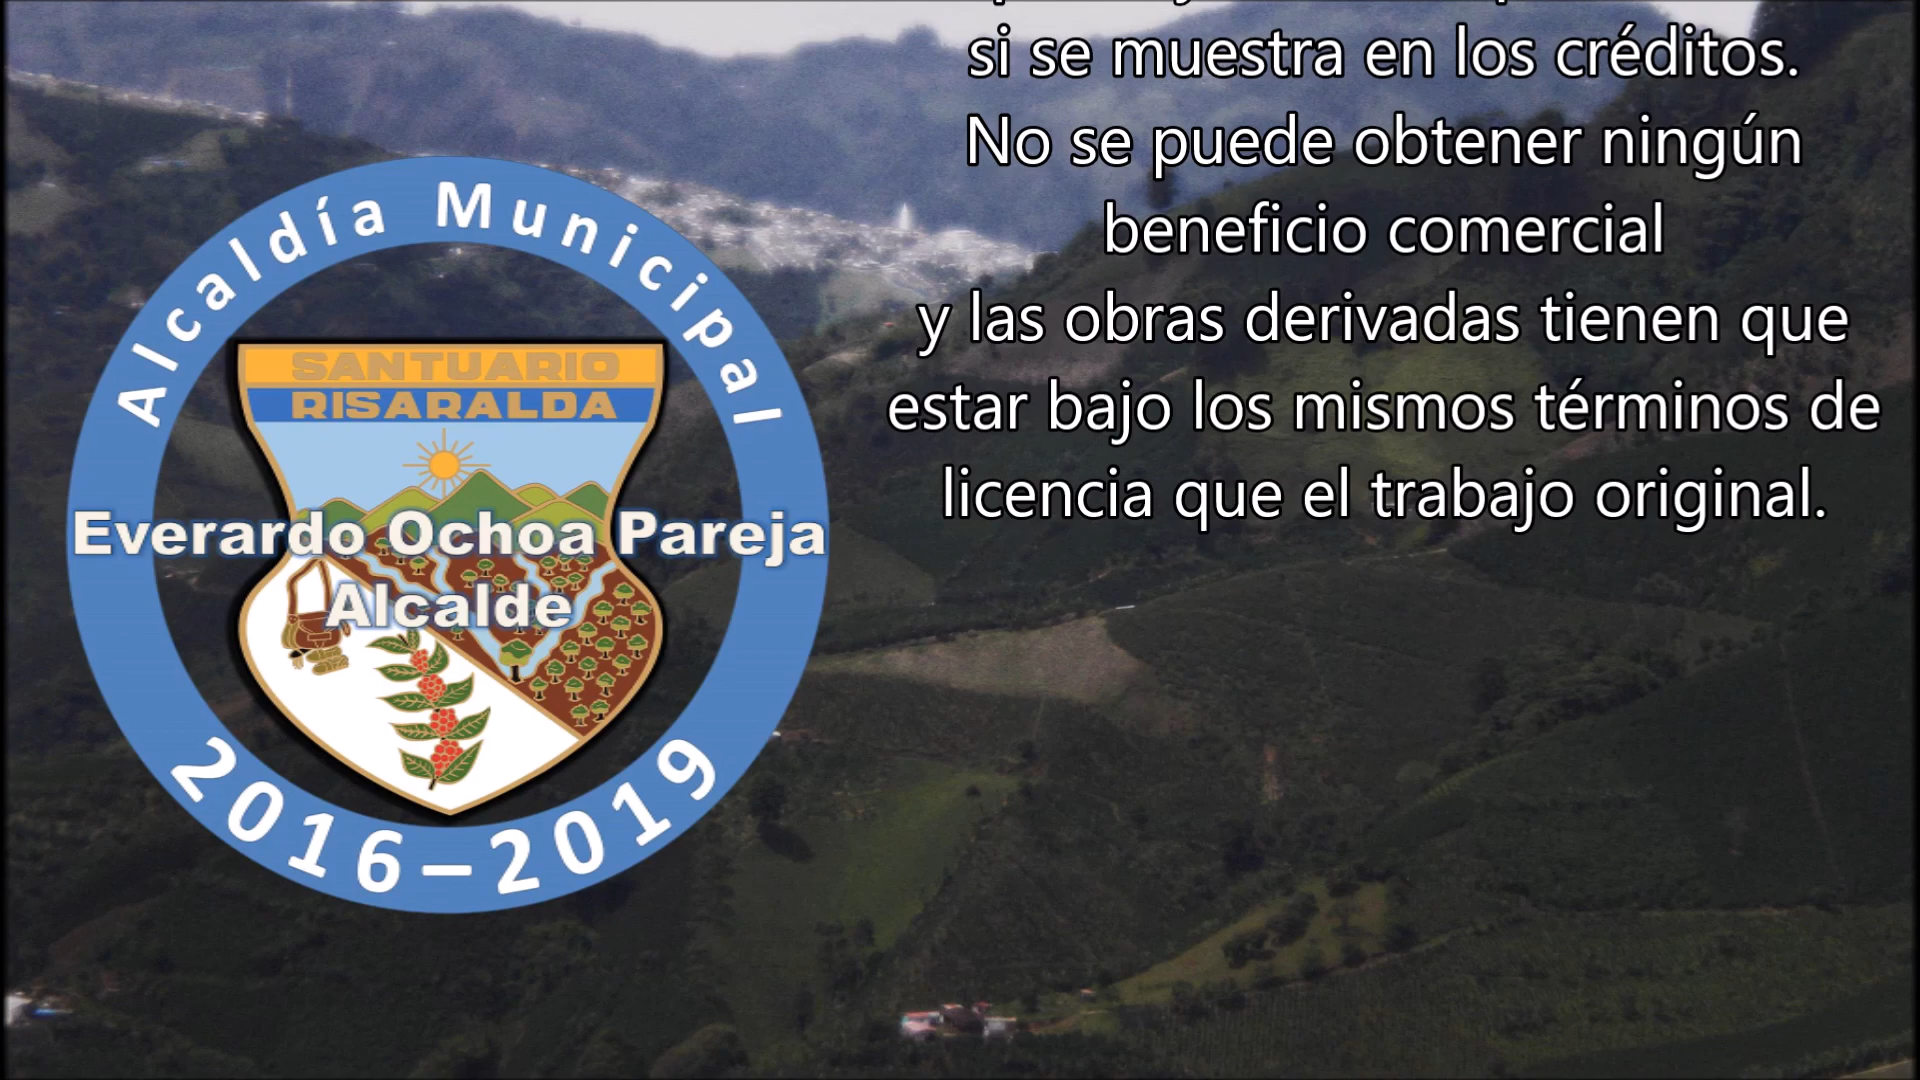 Alcaldía Municipal
SANTUARIO
RISARALDA
Everardo Ochoa Pareja
Alcalde
2016–2019
si se muestra en los créditos.
No se puede obtener ningún
beneficio comercial
y las obras derivadas tienen que
estar bajo los mismos términos de
licencia que el trabajo original.